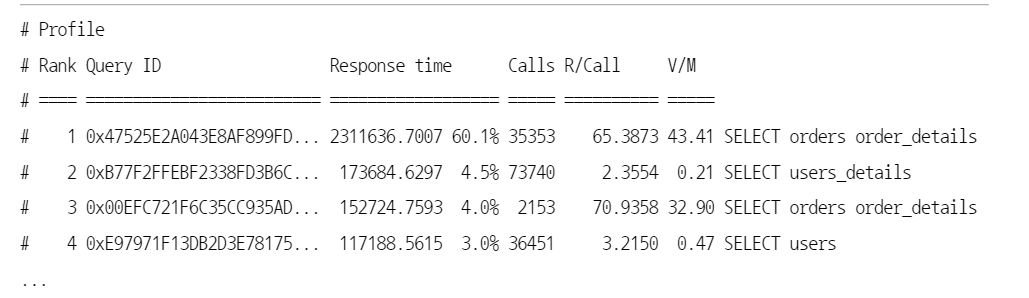 # Profile
# Rank Query ID                  Response time      Calls R/Call     V/M
# ==== ========================= ================== ===== ========== =====
#    1 0x47525E2A043E8AF899FD... 2311636.7007 60.1% 35353    65.3873 43.41 SELECT orders order_details
#    2 0xB77F2FFEBF2338FD3B6C...  173684.6297  4.5% 73740     2.3554  0.21 SELECT users_details
#    3 0x00EFC721F6C35CC935AD...  152724.7593  4.0%  2153    70.9358 32.90 SELECT orders order_details
#    4 0xE97971F13DB2D3E78175...  117188.5615  3.0% 36451     3.2150  0.47 SELECT users
...